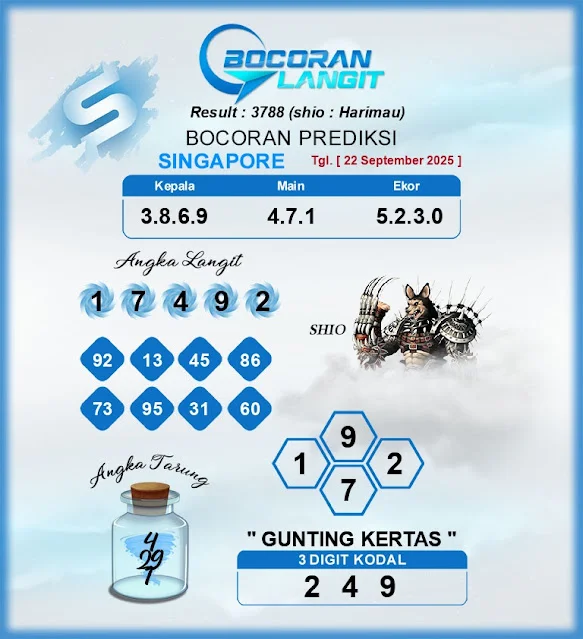 BOCORAN
LANGIT
Result : 3788 (shio : Harimau)
BOCORAN PREDIKSI
SINGAPORE Tgl. [ 22 September 2025 ]
Kepala Main Ekor
3.8.6.9 4.7.1 5.2.3.0
Angka Langit
1 7 4 9 2
SHIO
92 13 45 86
73 95 31 60
9
1 2
7
Angka Tarung
4
29
1
" GUNTING KERTAS "
3 DIGIT KODAL
2 4 9